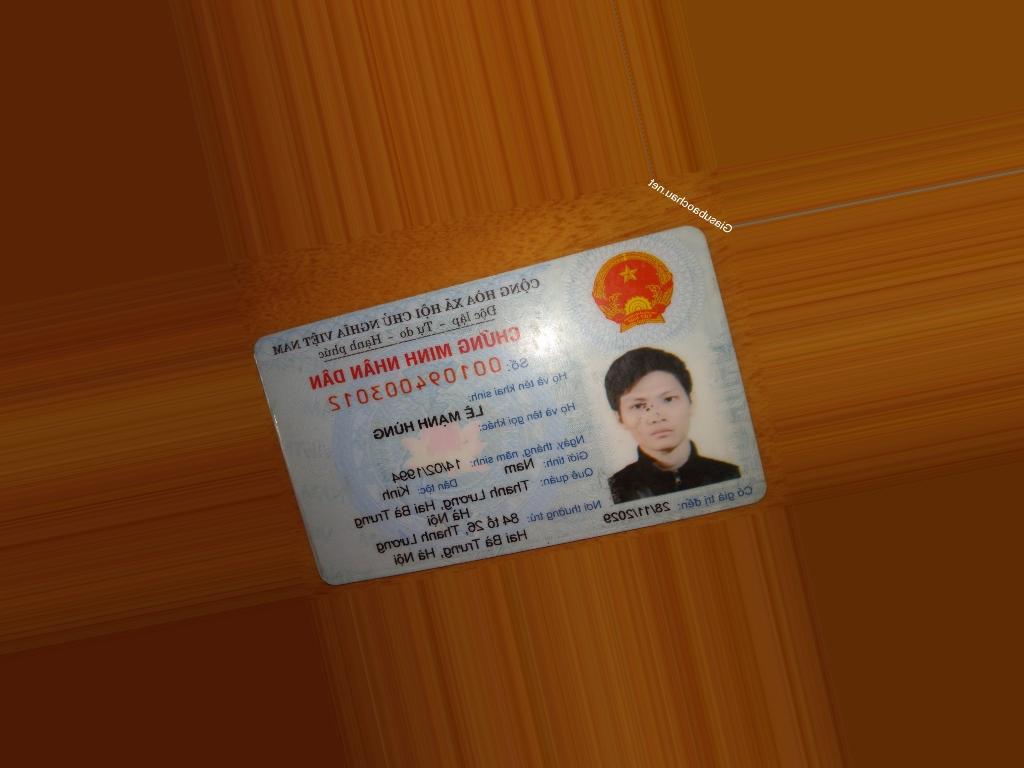 Giasubaochau.net
CỘNG HÒA XÃ HỘI CHỦ NGHĨA VIỆT NAM
Độc lập - Tự do - Hạnh phúc
CHỨNG MINH NHÂN DÂN
Số: 001094003012
Họ và tên khai sinh:
LÊ MẠNH HÙNG
Họ và tên gọi khác:
Ngày, tháng, năm sinh: 14/02/1994
Giới tính: Nam Dân tộc: Kinh
Quê quán: Thanh Lương, Hai Bà Trưng
Hà Nội
Nơi thường trú: 84 tổ 26, Thanh Lương
Hai Bà Trưng, Hà Nội
Có giá trị đến: 28/11/2029